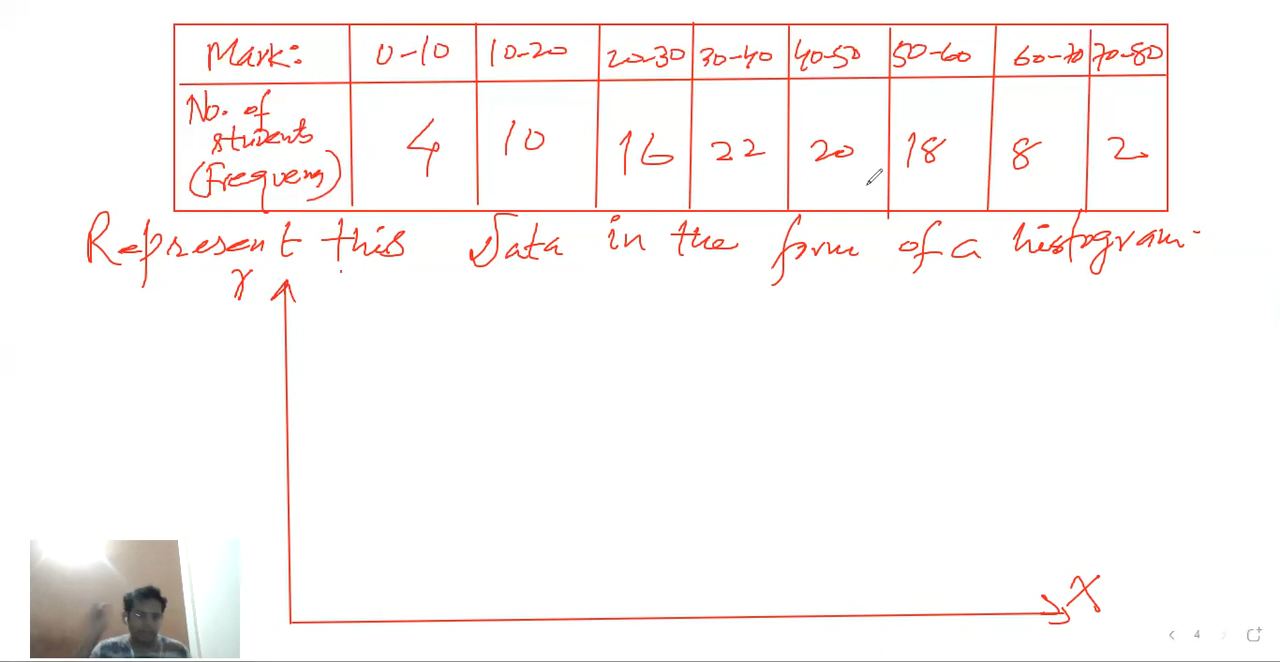 Mark: 0-10 10-20 20-30 30-40 40-50 50-60 60-70 70-80
No. of
students
(Frequency) 4 10 16 22 20 18 8 2
Represent this data in the form of a histogram.
Y
X
4